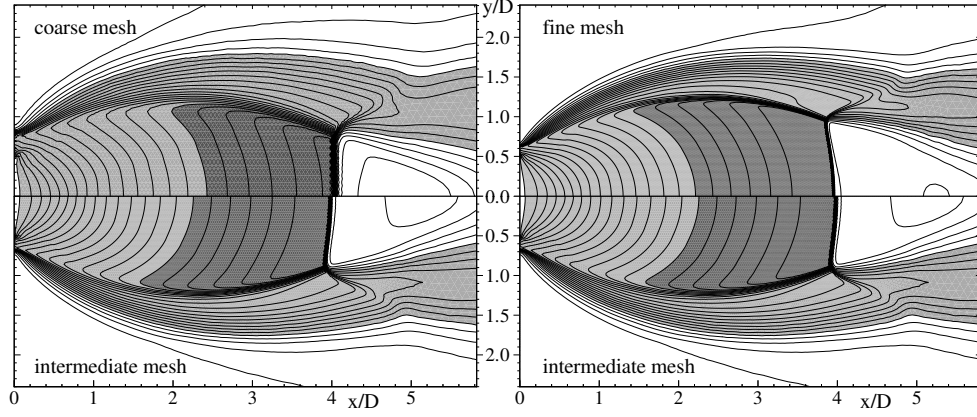 coarse mesh
y/D
fine mesh
2.0
1.5
1.0
0.5
0.0
0.5
1.0
1.5
2.0
intermediate mesh
intermediate mesh
0 1 2 3 x/D 4 5
0 1 2 3 x/D 4 5